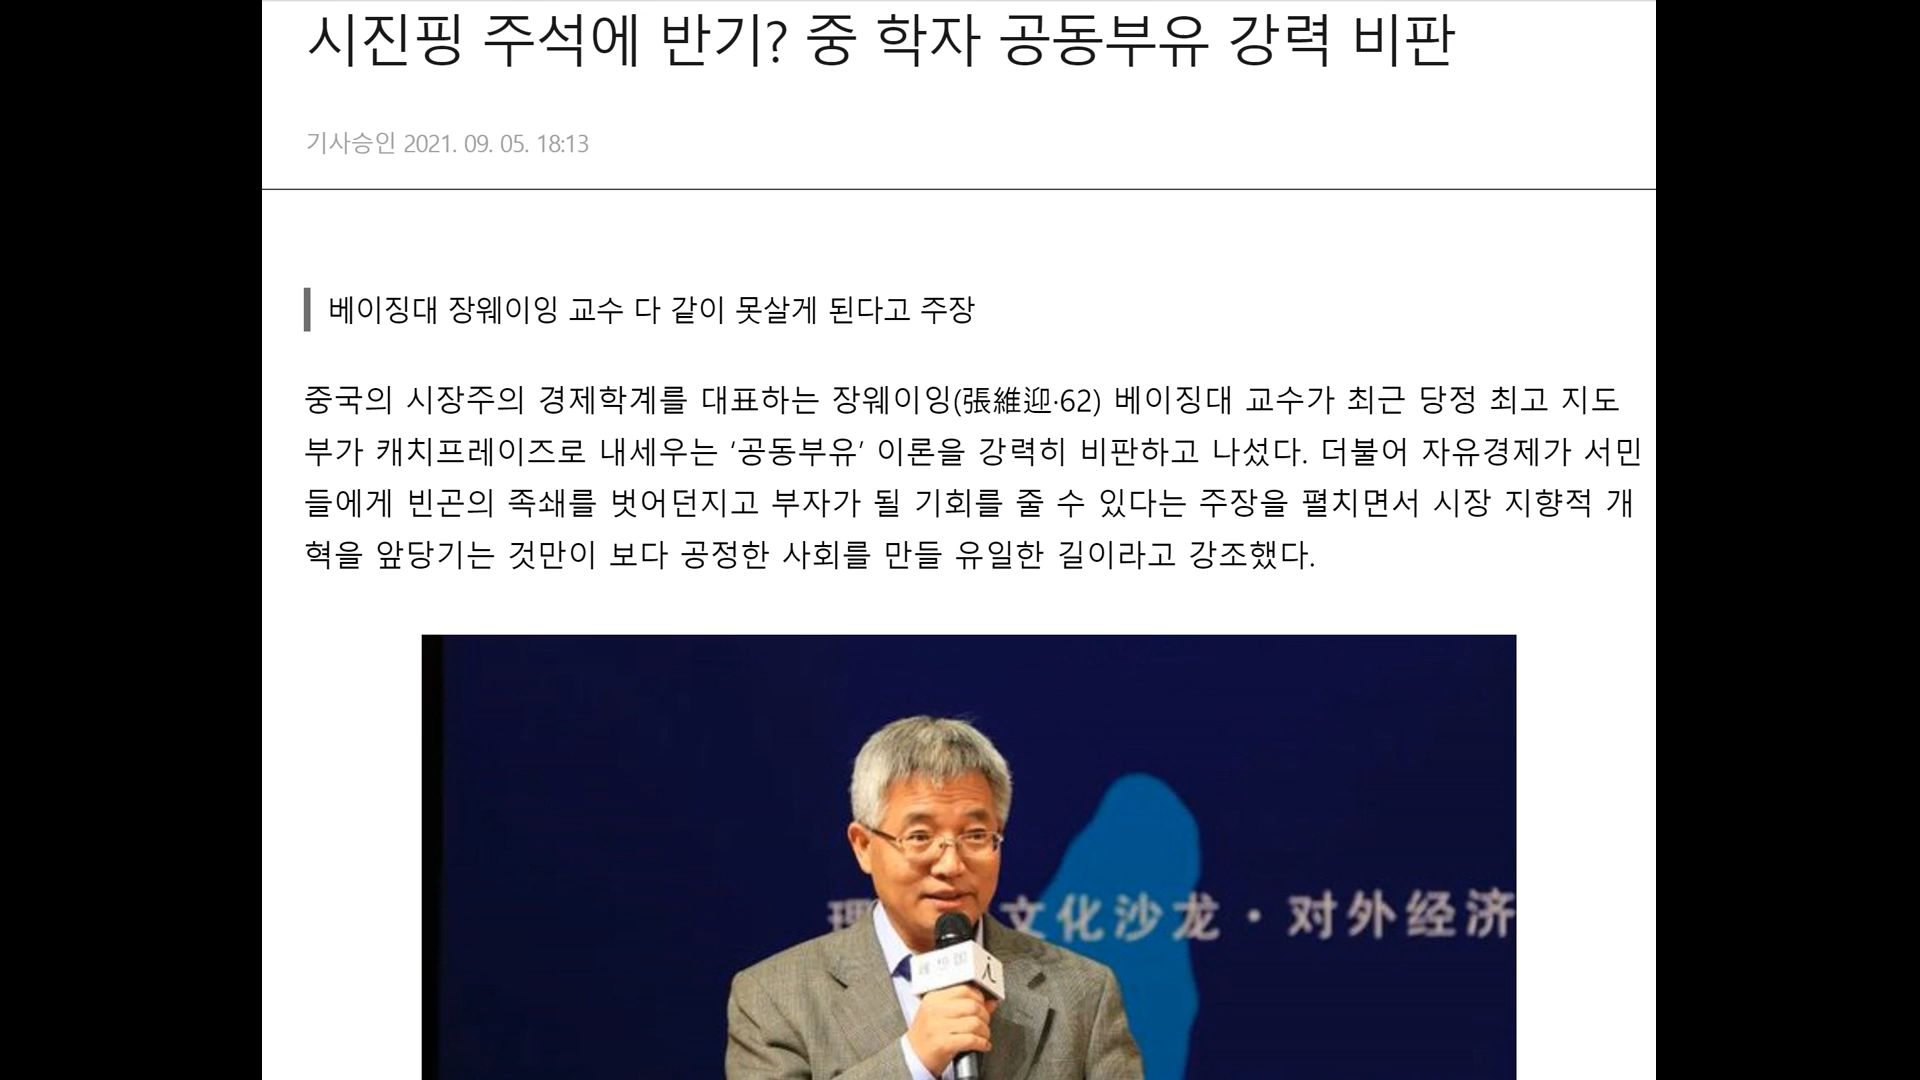 시진핑 주석에 반기? 중 학자 공동부유 강력 비판
기사승인 2021. 09. 05. 18:13
베이징대 장웨이잉 교수 다 같이 못살게 된다고 주장
중국의 시장주의 경제학계를 대표하는 장웨이잉(張維迎·62) 베이징대 교수가 최근 당정 최고 지도
부가 캐치프레이즈로 내세우는 ‘공동부유’ 이론을 강력히 비판하고 나섰다. 더불어 자유경제가 서민
들에게 빈곤의 족쇄를 벗어던지고 부자가 될 기회를 줄 수 있다는 주장을 펼치면서 시장 지향적 개
혁을 앞당기는 것만이 보다 공정한 사회를 만들 유일한 길이라고 강조했다.
理 文化沙龙·对外经济
理想国 i